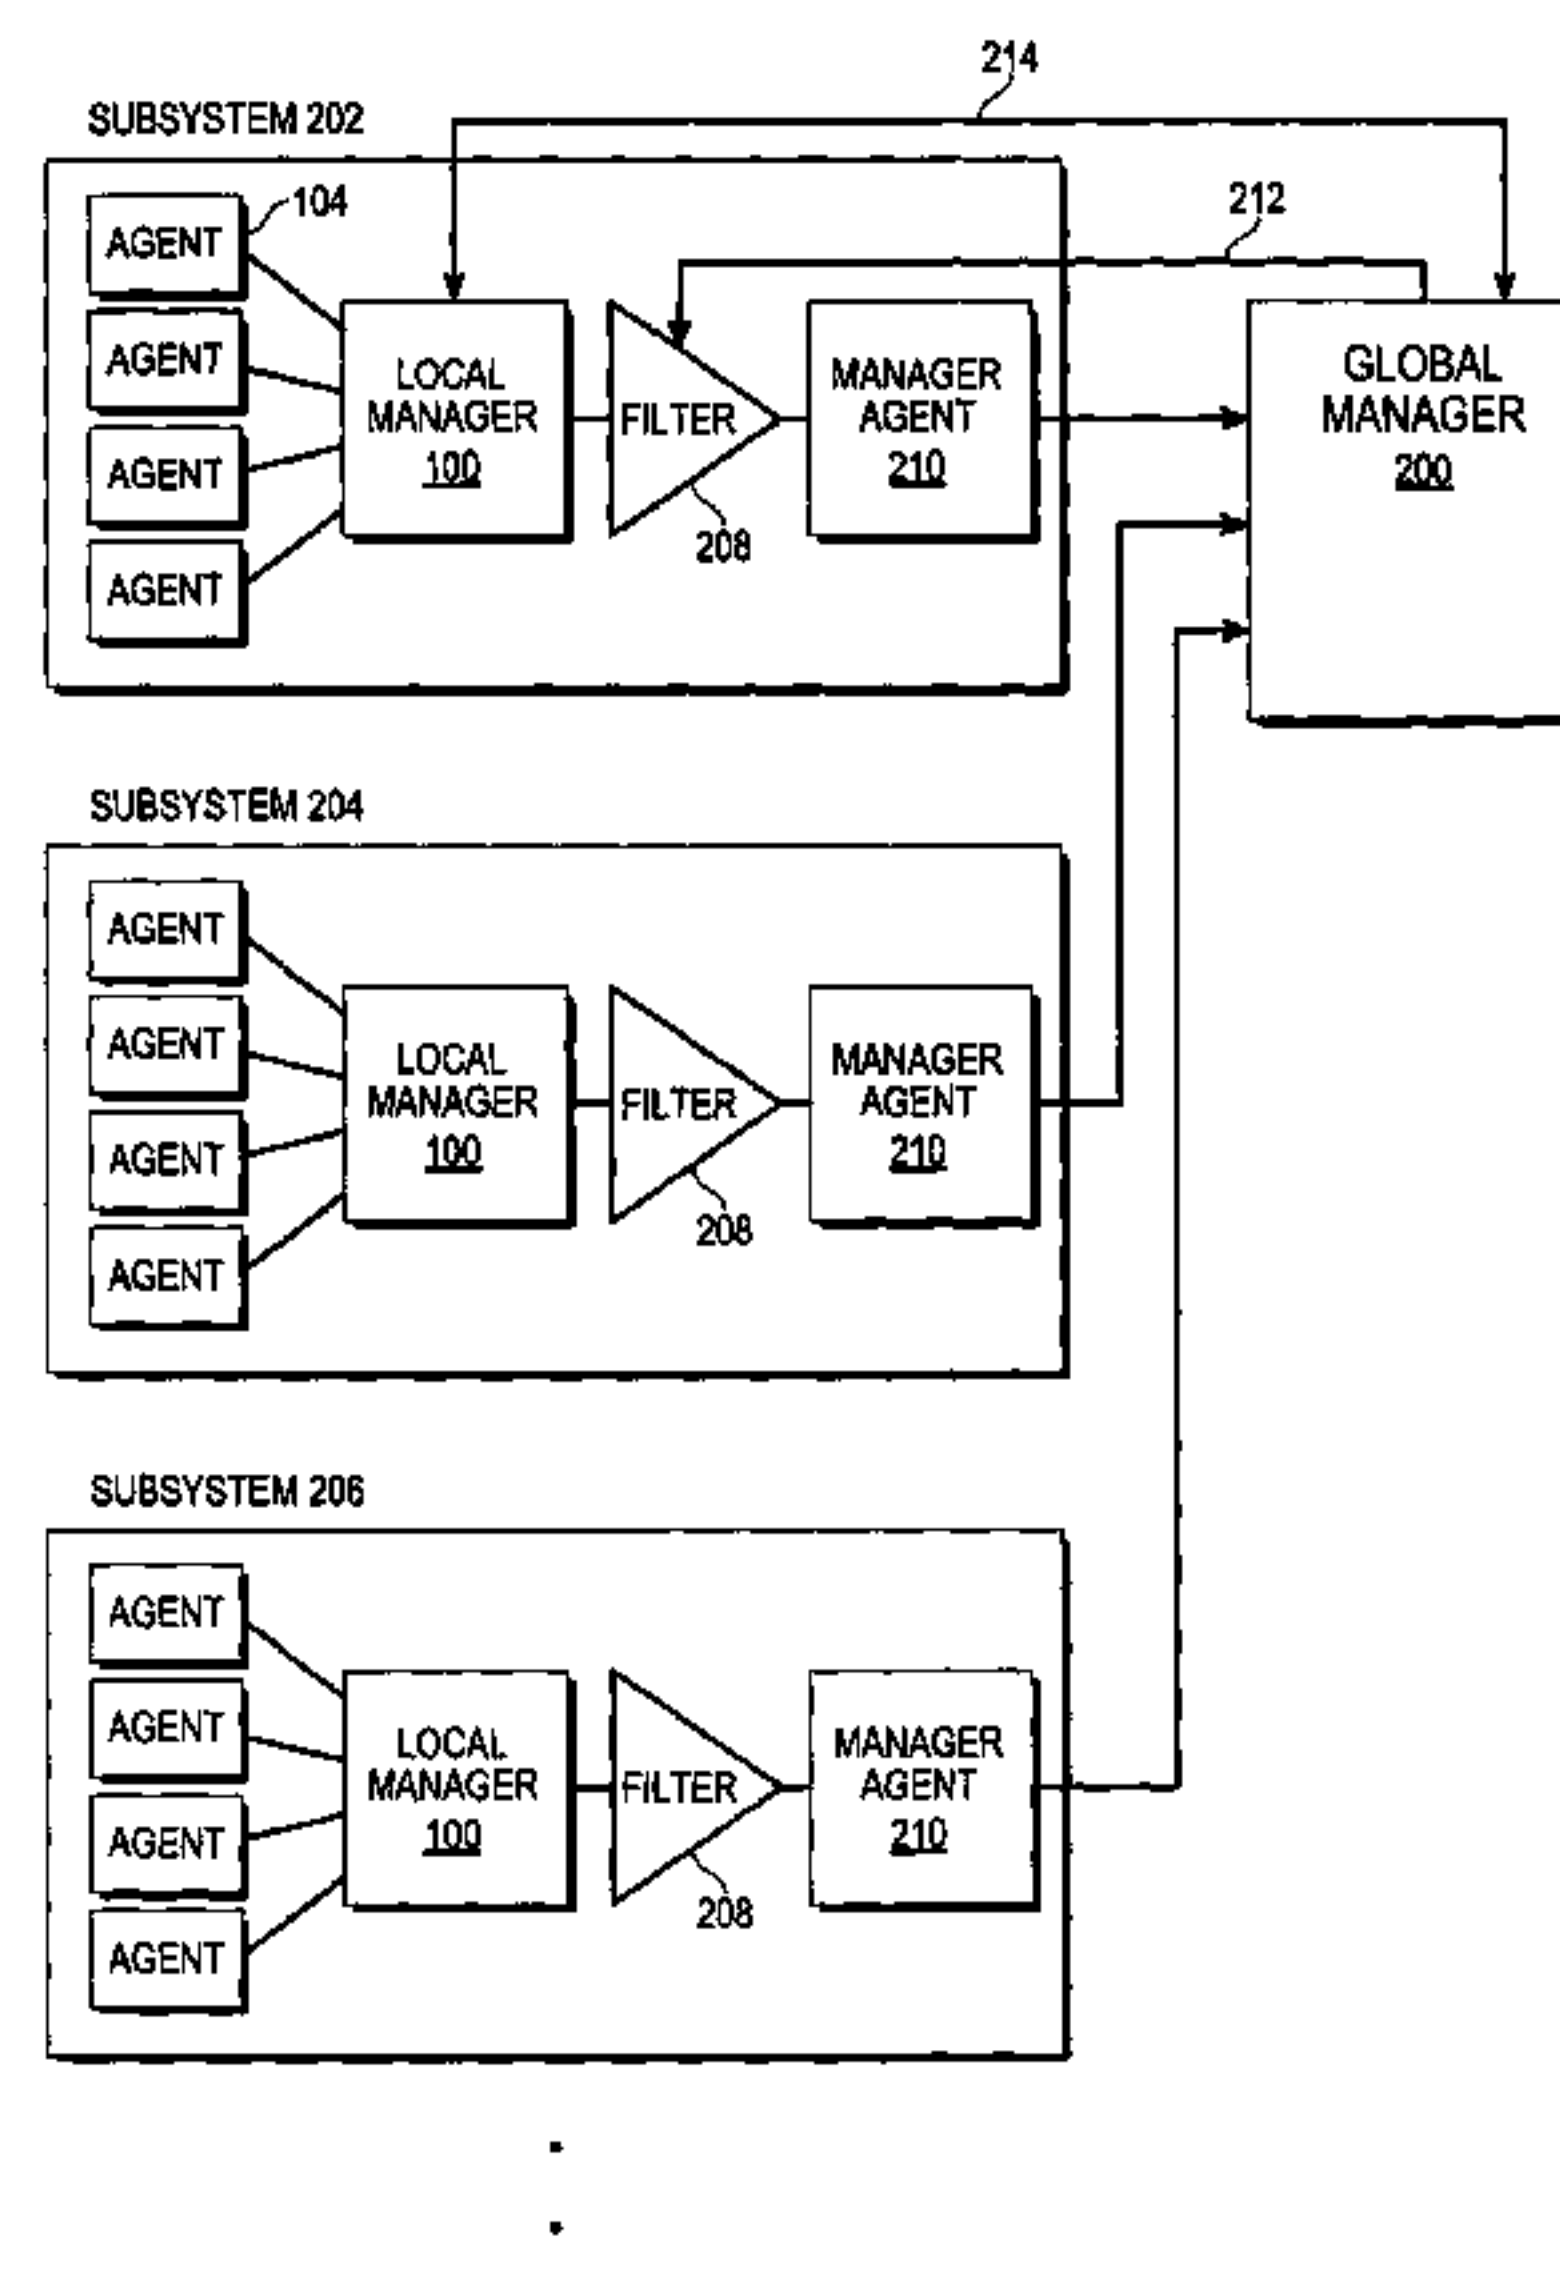 214
SUBSYSTEM 202
104
212
AGENT
AGENT
AGENT
AGENT
LOCAL
MANAGER
100
FILTER
208
MANAGER
AGENT
210
GLOBAL
MANAGER
200
SUBSYSTEM 204
AGENT
AGENT
AGENT
AGENT
LOCAL
MANAGER
100
FILTER
208
MANAGER
AGENT
210
SUBSYSTEM 206
AGENT
AGENT
AGENT
AGENT
LOCAL
MANAGER
100
FILTER
208
MANAGER
AGENT
210